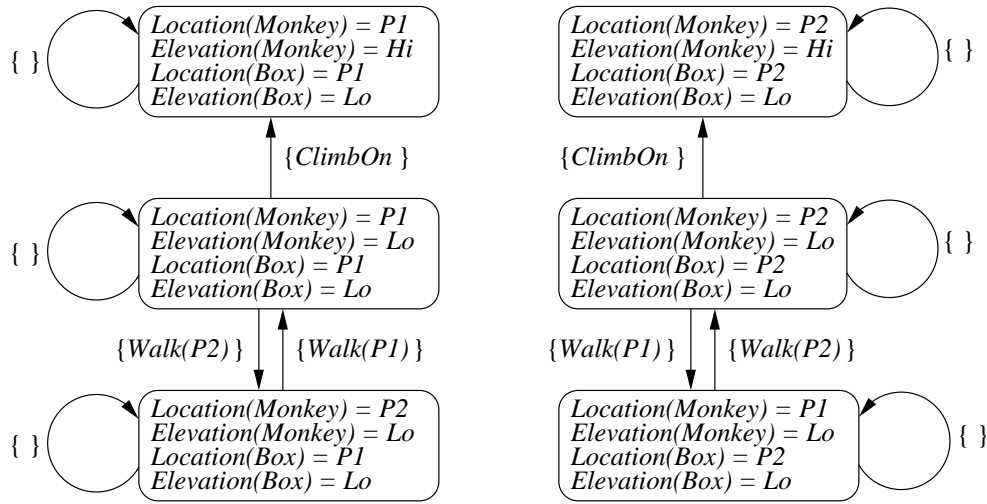 Location(Monkey) = P1
Elevation(Monkey) = Hi
Location(Box) = P1
Elevation(Box) = Lo
{ }
{ClimbOn }
Location(Monkey) = P1
Elevation(Monkey) = Lo
Location(Box) = P1
Elevation(Box) = Lo
{ }
{Walk(P2) }
{Walk(P1) }
Location(Monkey) = P2
Elevation(Monkey) = Lo
Location(Box) = P1
Elevation(Box) = Lo
{ }
Location(Monkey) = P2
Elevation(Monkey) = Hi
Location(Box) = P2
Elevation(Box) = Lo
{ }
{ClimbOn }
Location(Monkey) = P2
Elevation(Monkey) = Lo
Location(Box) = P2
Elevation(Box) = Lo
{ }
{Walk(P1) }
{Walk(P2) }
Location(Monkey) = P1
Elevation(Monkey) = Lo
Location(Box) = P2
Elevation(Box) = Lo
{ }